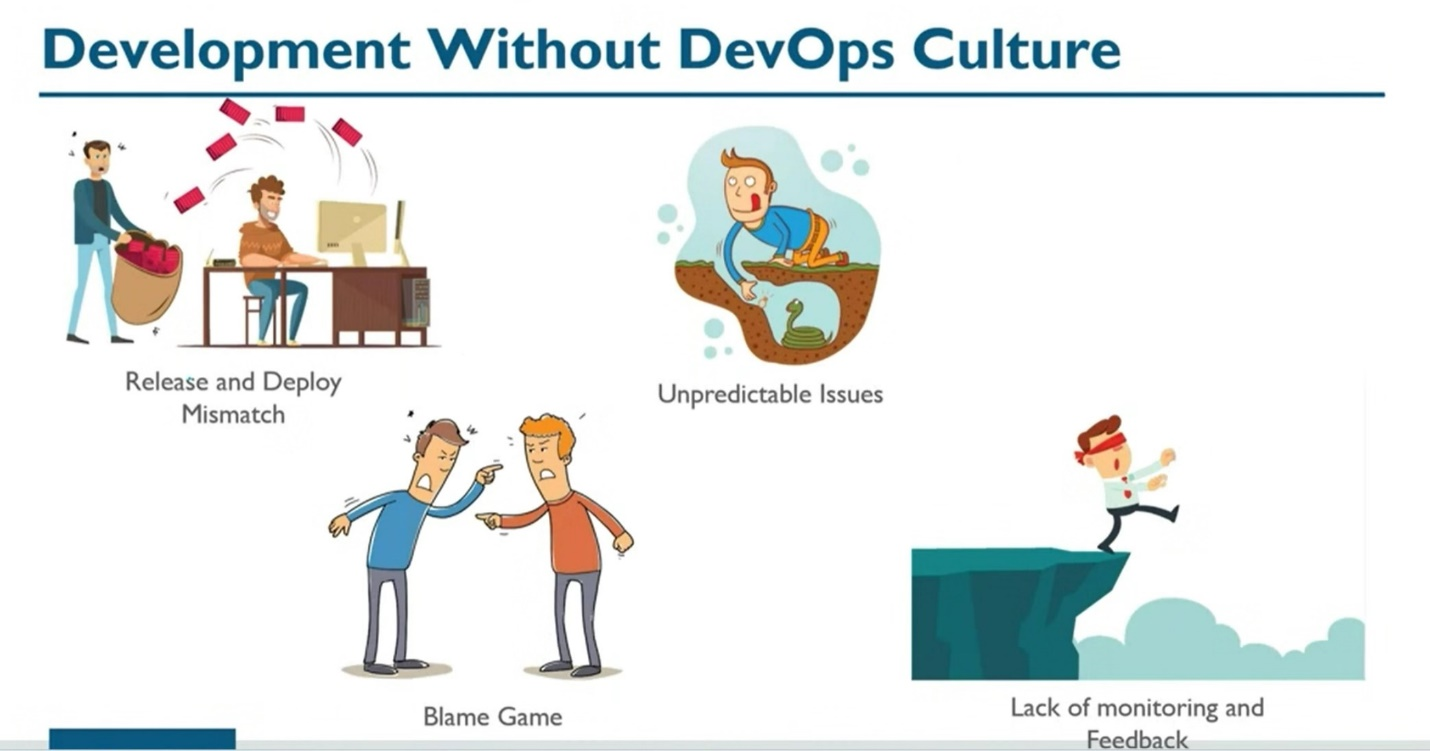 Development Without DevOps Culture
Release and Deploy
Mismatch
Unpredictable Issues
Blame Game
Lack of monitoring and
Feedback